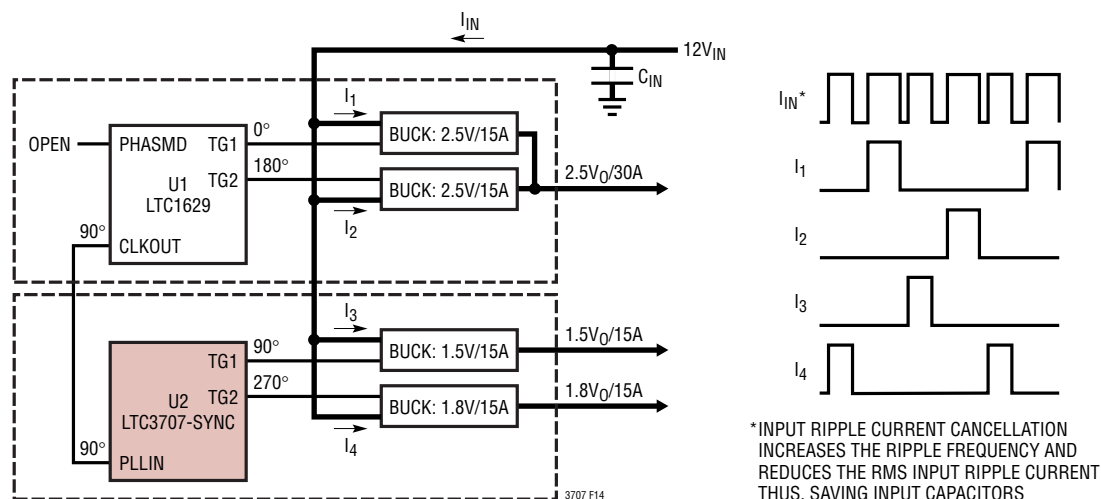 I_IN
12V_IN
C_IN
I_1
BUCK: 2.5V/15A
OPEN
PHASMD
TG1
0°
U1
LTC1629
TG2
180°
BUCK: 2.5V/15A
2.5V_O/30A
I_2
90°
CLKOUT
I_3
BUCK: 1.5V/15A
1.5V_O/15A
TG1
90°
U2
LTC3707-SYNC
TG2
270°
BUCK: 1.8V/15A
1.8V_O/15A
I_4
90°
PLLIN
3707 F14
I_IN*
I_1
I_2
I_3
I_4
*INPUT RIPPLE CURRENT CANCELLATION
INCREASES THE RIPPLE FREQUENCY AND
REDUCES THE RMS INPUT RIPPLE CURRENT
THUS, SAVING INPUT CAPACITORS